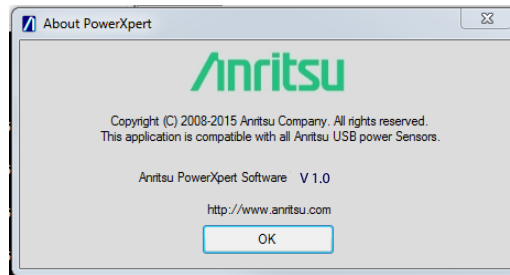 About PowerXpert
Anritsu
Copyright (C) 2008-2015 Anritsu Company. All rights reserved.
This application is compatible with all Anritsu USB power Sensors.
Anritsu PowerXpert Software V 1.0
http://www.anritsu.com
OK